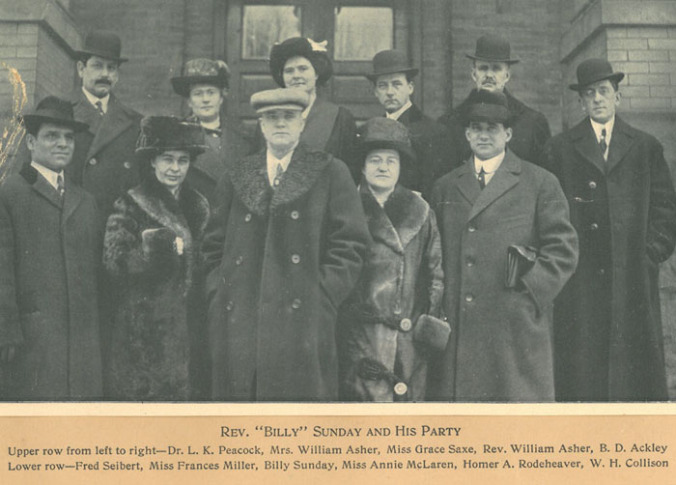 Rev. "Billy" Sunday and His Party
Upper row from left to right—Dr. L. K. Peacock, Mrs. William Asher, Miss Grace Saxe, Rev. William Asher, B. D. Ackley
Lower row—Fred Seibert, Miss Frances Miller, Billy Sunday, Miss Annie McLaren, Homer A. Rodeheaver, W. H. Collison